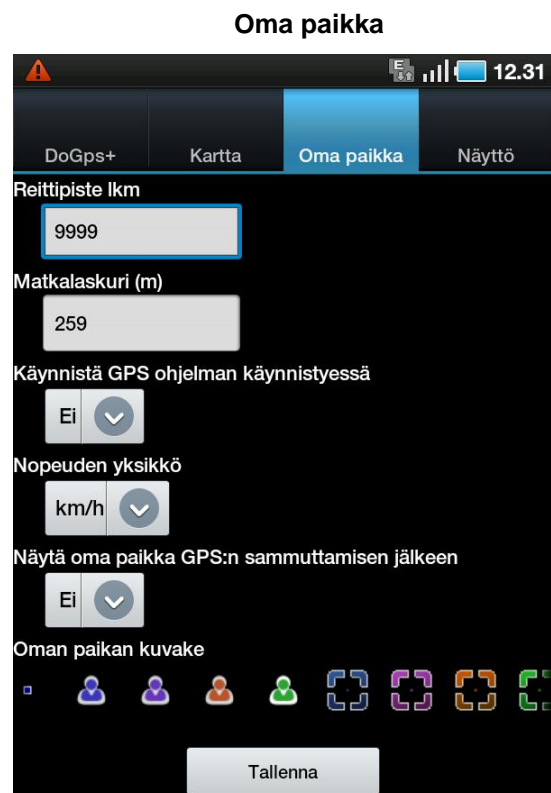 Oma paikka
E 12.31
DoGps+ Kartta Oma paikka Näyttö
Reittipiste lkm
9999
Matkalaskuri (m)
259
Käynnistä GPS ohjelman käynnistyessä
Ei
Nopeuden yksikkö
km/h
Näytä oma paikka GPS:n sammuttamisen jälkeen
Ei
Oman paikan kuvake
Tallenna